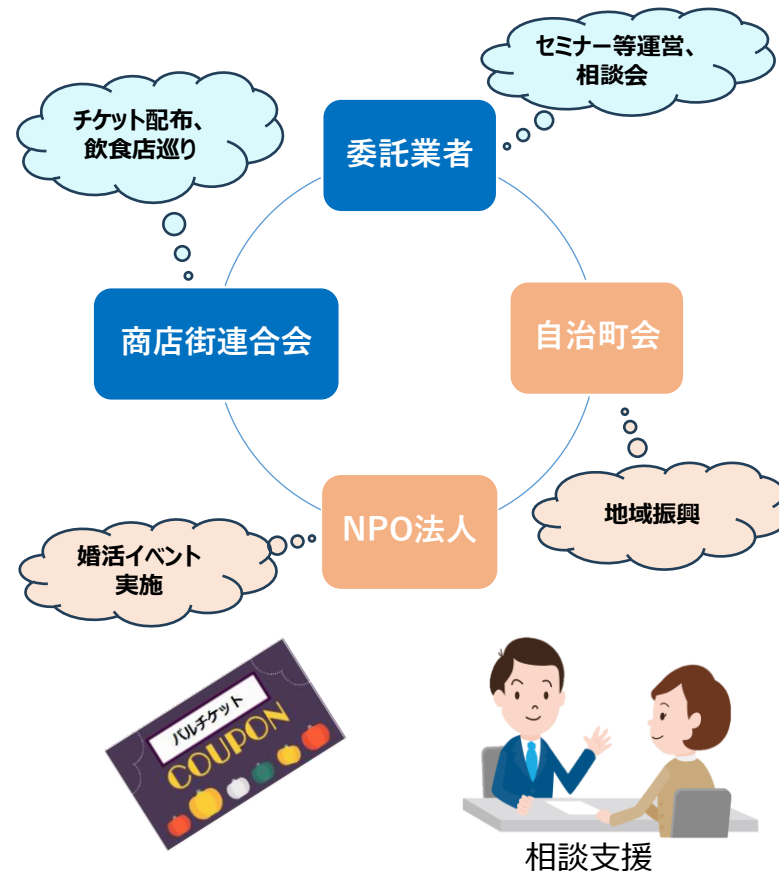 セミナー等運営、
相談会
チケット配布、
飲食店巡り
委託業者
商店街連合会
自治町会
NPO法人
地域振興
婚活イベント
実施
バルチケット
COUPON
相談支援